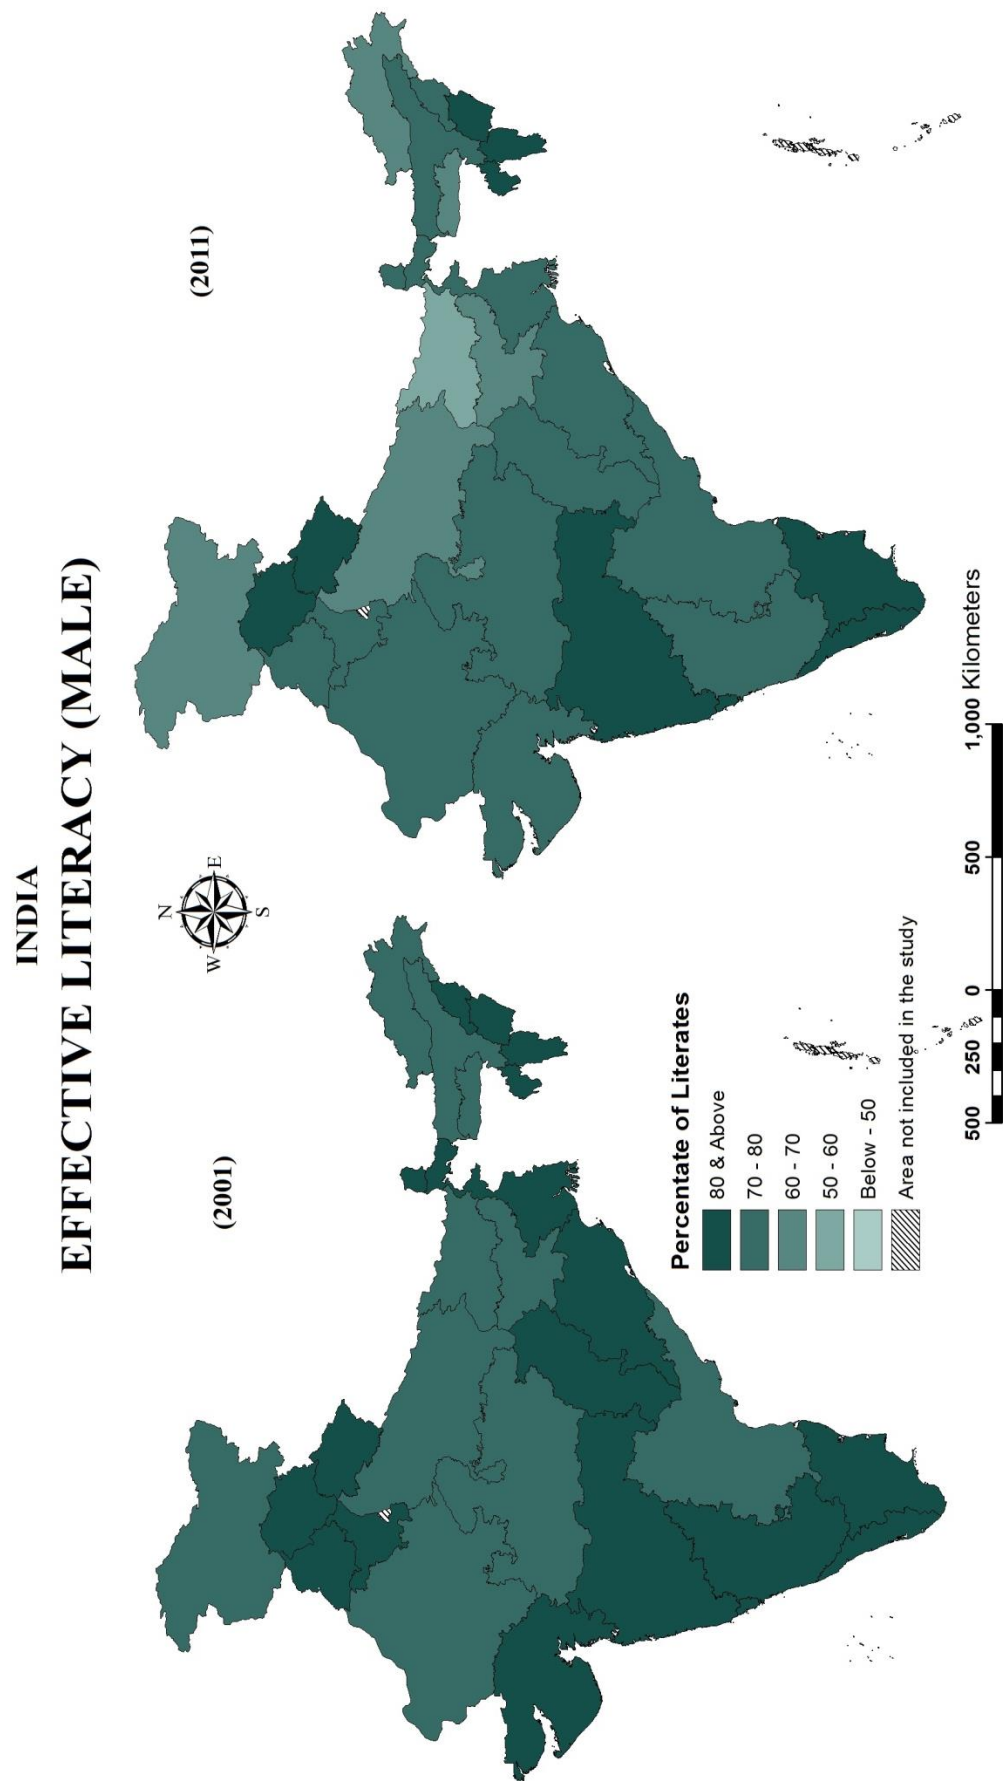 INDIA
EFFECTIVE LITERACY (MALE)
N
W E
S
(2001)
(2011)
Percentate of Literates
80 & Above
70 - 80
60 - 70
50 - 60
Below - 50
Area not included in the study
500 250 0 500 1,000 Kilometers